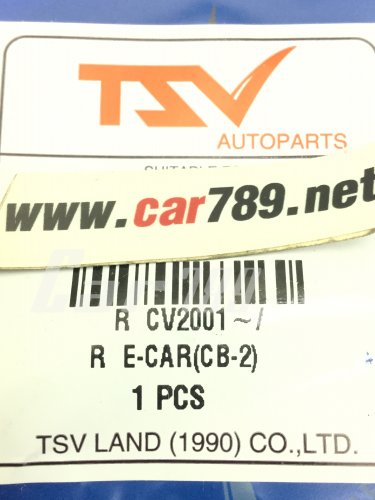 TSV
AUTOPARTS
www.car789.net
R CV2001 ~/
R E-CAR(CB-2)
1 PCS
TSV LAND (1990) CO.,LTD.